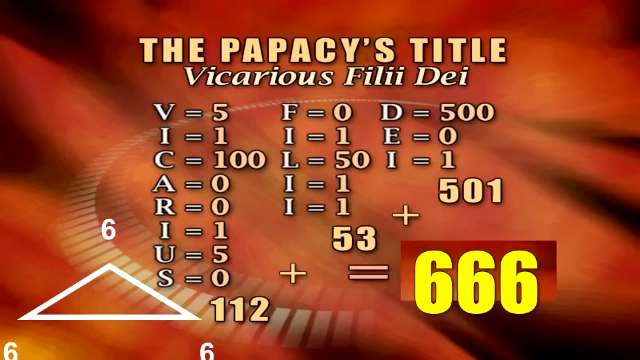 THE PAPACY'S TITLE
Vicarious Filii Dei
V = 5 F = 0 D = 500
I = 1 I = 1 E = 0
C = 100 L = 50 I = 1
A = 0 I = 1 501
R = 0 I = 1 +
I = 1 53
U = 5
S = 0 + = 666
112
6
6 6